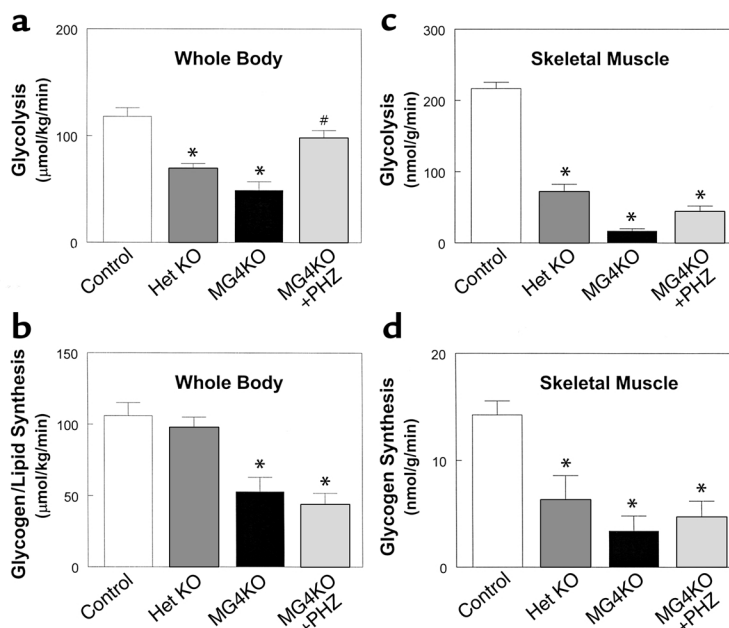 a
Whole Body
Glycolysis
(μmol/kg/min)
200
100
0
*
*
#
Control
Het KO
MG4KO
MG4KO
+PHZ
c
Skeletal Muscle
Glycolysis
(nmol/g/min)
300
200
100
0
*
*
*
Control
Het KO
MG4KO
MG4KO
+PHZ
b
Whole Body
Glycogen/Lipid Synthesis
(μmol/kg/min)
150
100
50
0
*
*
Control
Het KO
MG4KO
MG4KO
+PHZ
d
Skeletal Muscle
Glycogen Synthesis
(nmol/g/min)
20
10
0
*
*
*
Control
Het KO
MG4KO
MG4KO
+PHZ